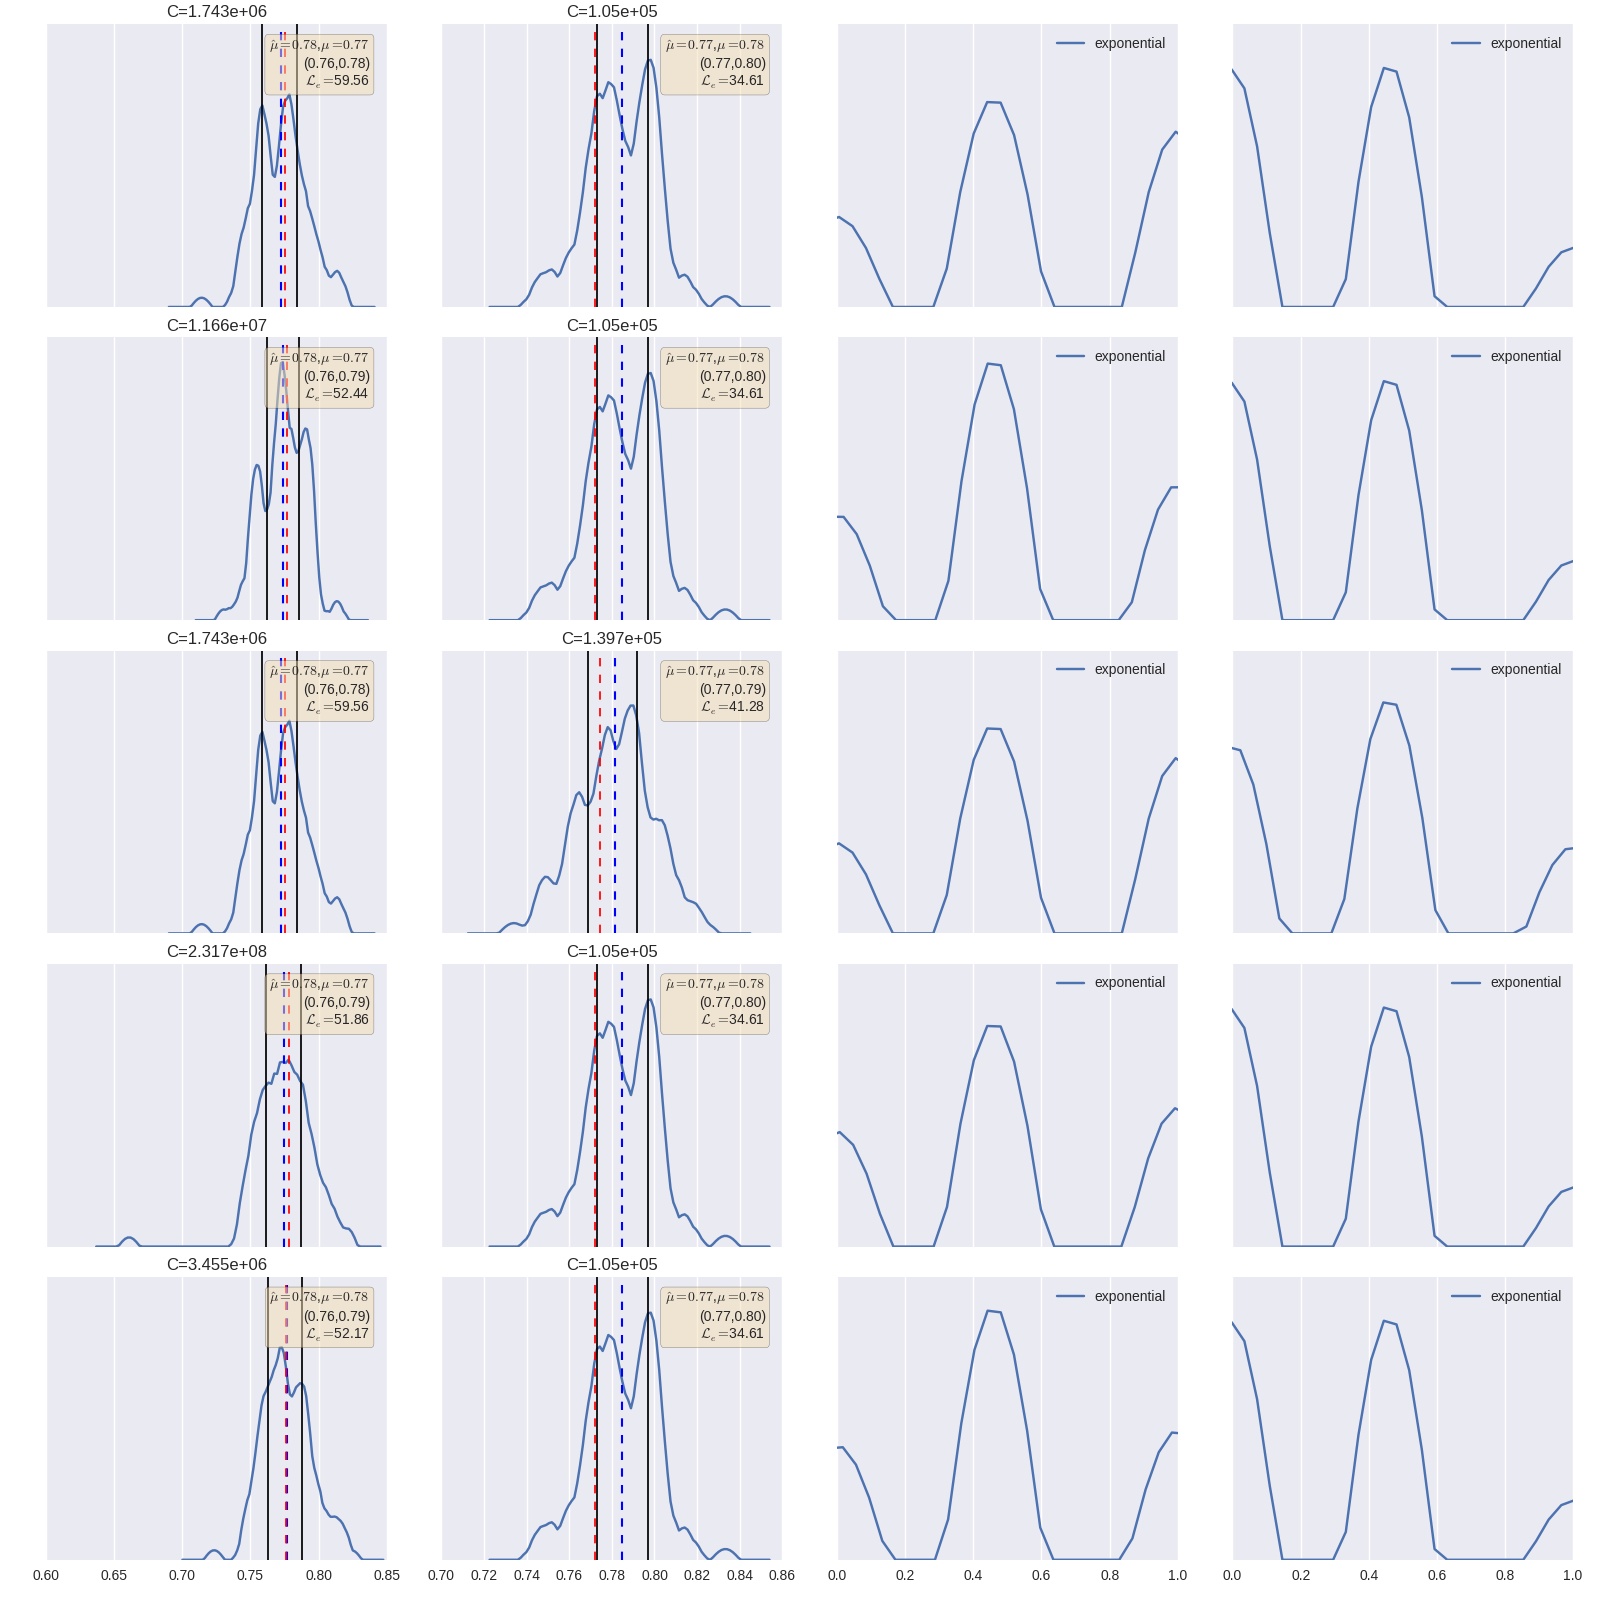 C=1.743e+06
μ̂=0.78,μ=0.77
(0.76,0.78)
ℒₑ=59.56
C=1.05e+05
μ̂=0.77,μ=0.78
(0.77,0.80)
ℒₑ=34.61
exponential
exponential
C=1.166e+07
μ̂=0.78,μ=0.77
(0.76,0.79)
ℒₑ=52.44
C=1.05e+05
μ̂=0.77,μ=0.78
(0.77,0.80)
ℒₑ=34.61
exponential
exponential
C=1.743e+06
μ̂=0.78,μ=0.77
(0.76,0.78)
ℒₑ=59.56
C=1.397e+05
μ̂=0.77,μ=0.78
(0.77,0.79)
ℒₑ=41.28
exponential
exponential
C=2.317e+08
μ̂=0.78,μ=0.77
(0.76,0.79)
ℒₑ=51.86
C=1.05e+05
μ̂=0.77,μ=0.78
(0.77,0.80)
ℒₑ=34.61
exponential
exponential
C=3.455e+06
μ̂=0.78,μ=0.78
(0.76,0.79)
ℒₑ=52.17
C=1.05e+05
μ̂=0.77,μ=0.78
(0.77,0.80)
ℒₑ=34.61
exponential
exponential
0.60 0.65 0.70 0.75 0.80 0.85
0.70 0.72 0.74 0.76 0.78 0.80 0.82 0.84 0.86
0.0 0.2 0.4 0.6 0.8 1.0
0.0 0.2 0.4 0.6 0.8 1.0